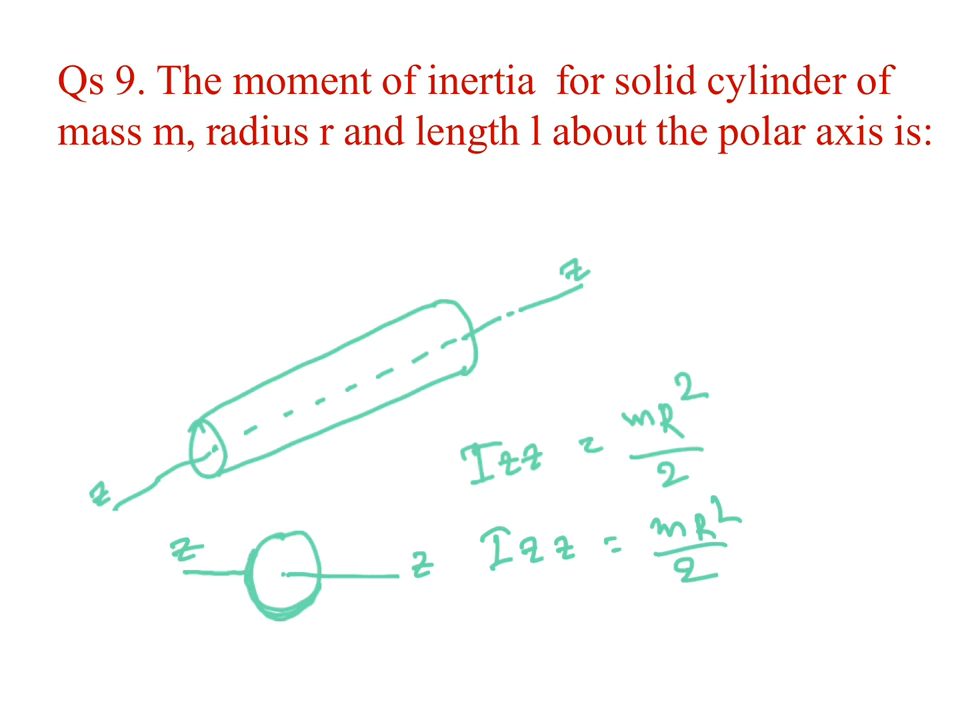 Qs 9. The moment of inertia for solid cylinder of
mass m, radius r and length l about the polar axis is:
z
z
Izz = mR²/2
z z Izz = mR²/2